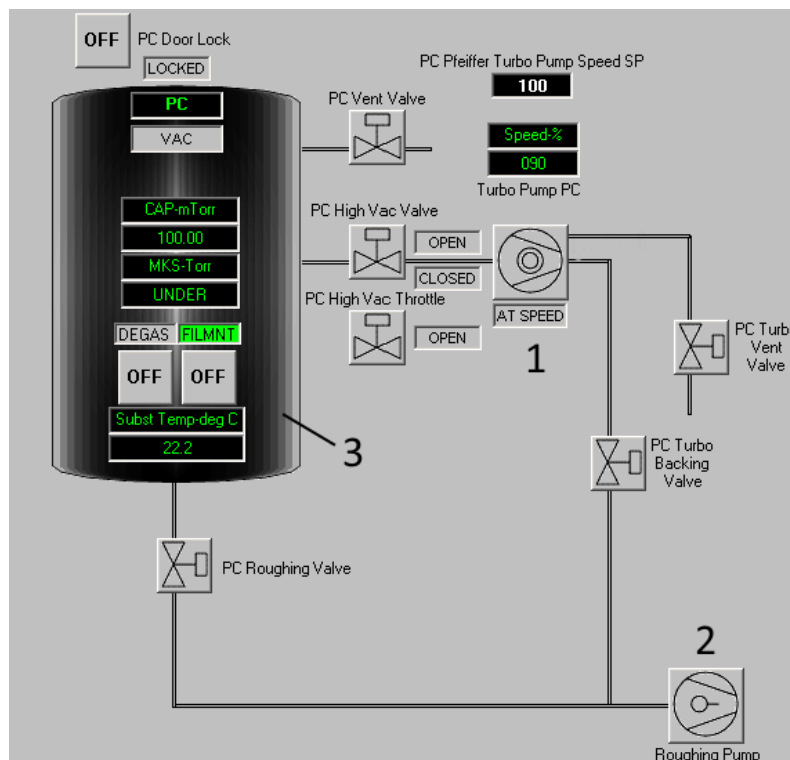 OFF
PC Door Lock
LOCKED
PC
VAC
CAP-mTorr
100.00
MKS-Torr
UNDER
DEGAS FILMNT
OFF OFF
Subst Temp-deg C
22.2
3
PC Vent Valve
PC Pfeiffer Turbo Pump Speed SP
100
Speed-%
090
Turbo Pump PC
PC High Vac Valve
OPEN
CLOSED
PC High Vac Throttle
OPEN
AT SPEED
1
PC Turb
Vent
Valve
PC Turbo
Backing
Valve
PC Roughing Valve
2
Roughing Pump